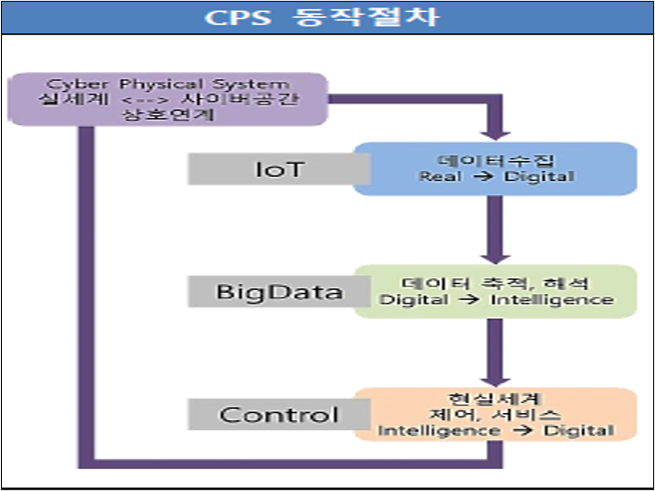 CPS 동작절차
Cyber Physical System
실세계 <--> 사이버공간
상호연계
IoT
데이터수집
Real → Digital
BigData
데이터 축적, 해석
Digital → Intelligence
Control
현실세계
제어, 서비스
Intelligence → Digital